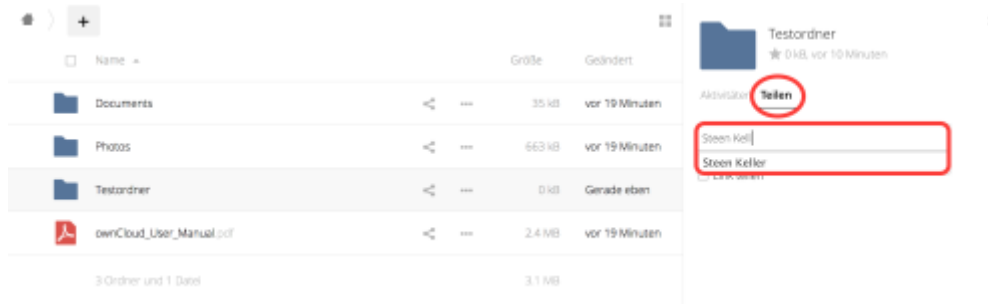 +
Name
Größe
Geändert
Documents
35 kB
vor 19 Minuten
Photos
663 kB
vor 19 Minuten
Testordner
0 kB
Gerade eben
ownCloud_User_Manual.pdf
2.4 MB
vor 19 Minuten
3 Ordner und 1 Datei
3.1 MB
Testordner
0 kB, vor 10 Minuten
Aktivitäten
Teilen
Steen Kell
Steen Keller
Link teilen